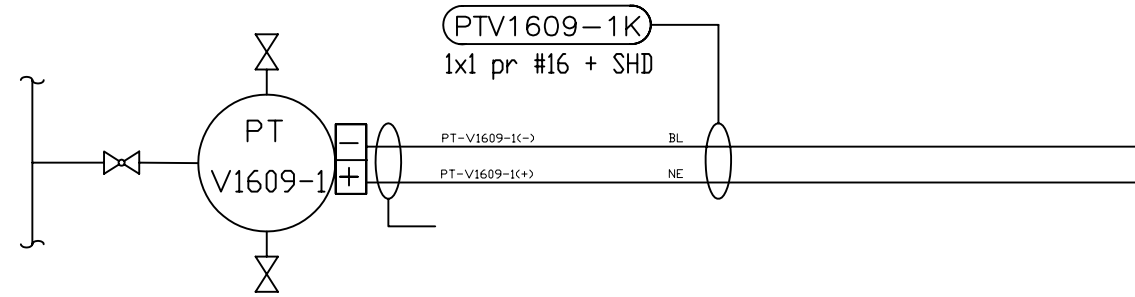 PTV1609-1K
1x1 pr #16 + SHD
PT
V1609-1
-
+
PT-V1609-1(-)
BL
PT-V1609-1(+)
NE